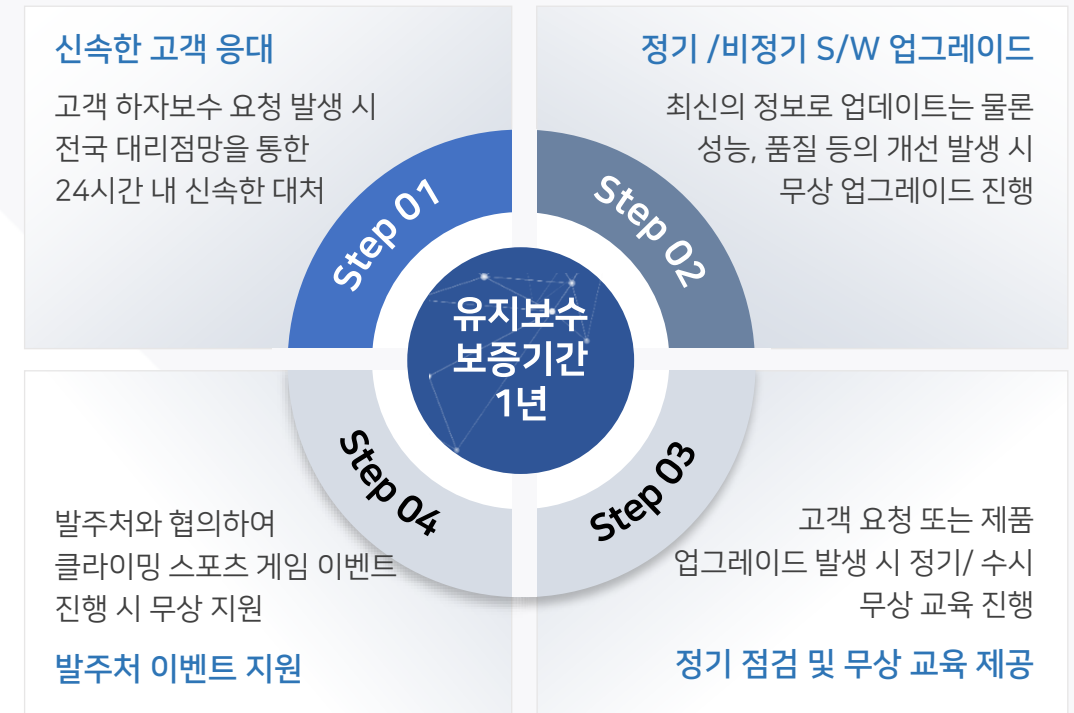 신속한 고객 응대
고객 하자보수 요청 발생 시
전국 대리점망을 통한
24시간 내 신속한 대처
Step 01
정기 /비정기 S/W 업그레이드
최신의 정보로 업데이트는 물론
성능, 품질 등의 개선 발생 시
무상 업그레이드 진행
Step 02
유지보수
보증기간
1년
Step 04
발주처와 협의하여
클라이밍 스포츠 게임 이벤트
진행 시 무상 지원
발주처 이벤트 지원
Step 03
고객 요청 또는 제품
업그레이드 발생 시 정기/ 수시
무상 교육 진행
정기 점검 및 무상 교육 제공